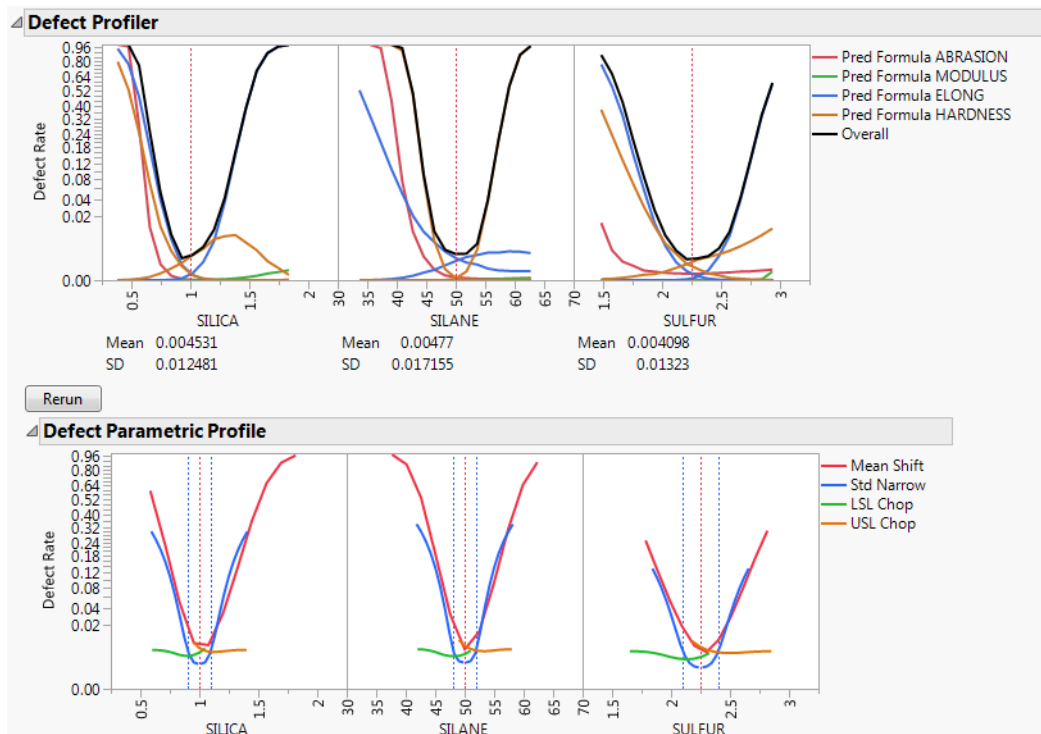 Defect Profiler
0.96
0.80
0.64
0.52
0.40
0.32
0.24
0.18
0.12
0.08
0.04
0.02
0.00
Defect Rate
0.5 1 1.5 2 30 35 40 45 50 55 60 65 70 1.5 2 2.5 3
SILICA SILANE SULFUR
Mean 0.004531 Mean 0.00477 Mean 0.004098
SD 0.012481 SD 0.017155 SD 0.01323
Pred Formula ABRASION
Pred Formula MODULUS
Pred Formula ELONG
Pred Formula HARDNESS
Overall
Rerun
Defect Parametric Profile
0.96
0.80
0.64
0.52
0.40
0.32
0.24
0.18
0.12
0.08
0.04
0.02
0.00
Defect Rate
0.5 1 1.5 2 30 35 40 45 50 55 60 65 70 1.5 2 2.5 3
SILICA SILANE SULFUR
Mean Shift
Std Narrow
LSL Chop
USL Chop